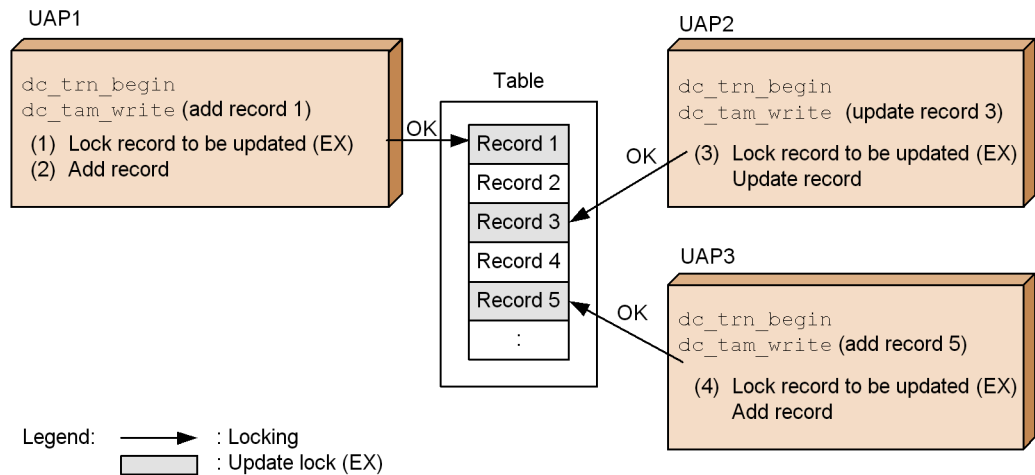 UAP1
dc_trn_begin
dc_tam_write (add record 1)
(1) Lock record to be updated (EX)
(2) Add record
OK
Table
Record 1
Record 2
Record 3
Record 4
Record 5
:
UAP2
dc_trn_begin
dc_tam_write (update record 3)
(3) Lock record to be updated (EX)
Update record
OK
UAP3
dc_trn_begin
dc_tam_write (add record 5)
(4) Lock record to be updated (EX)
Add record
OK
Legend: : Locking
: Update lock (EX)